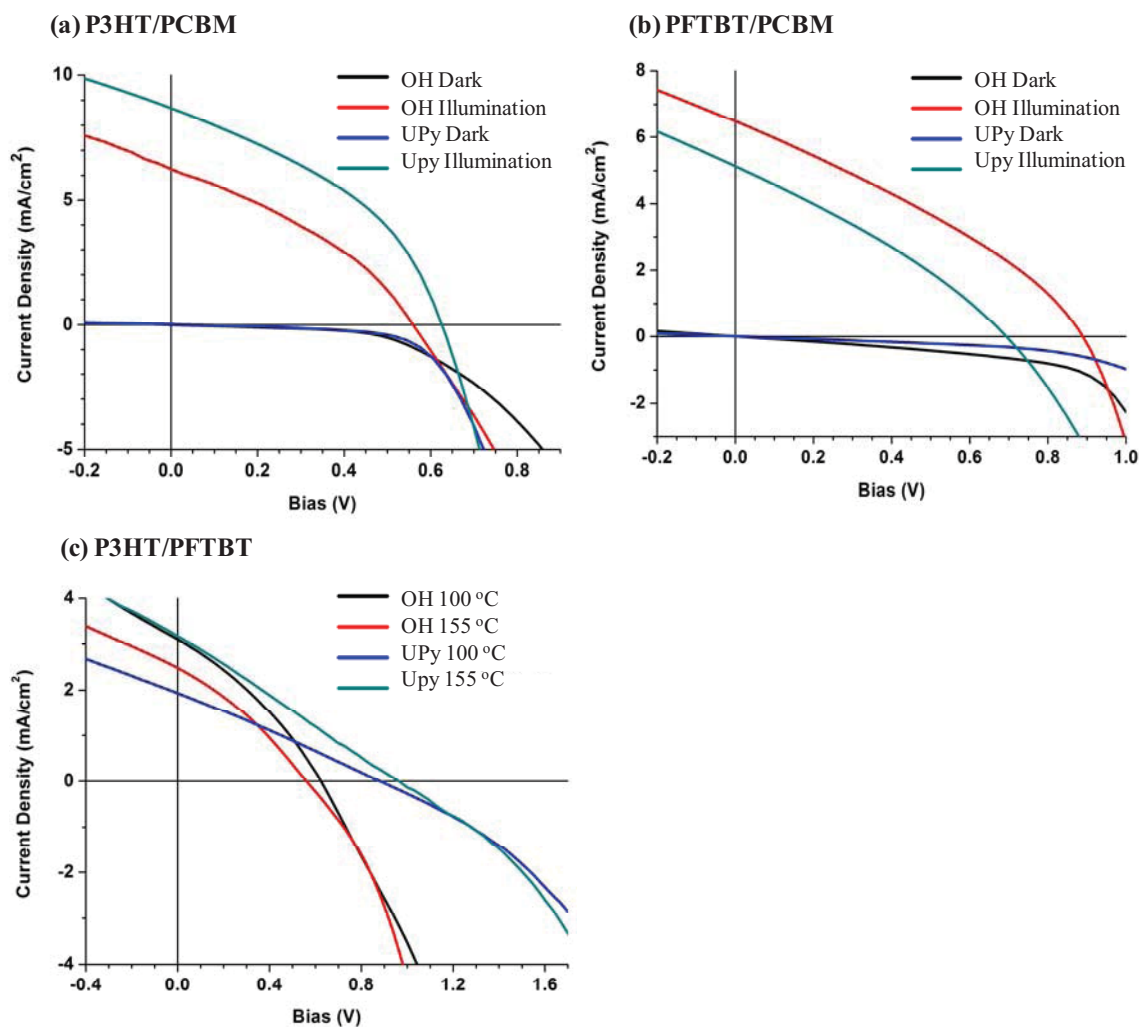 (a) P3HT/PCBM
10
5
0
-5
-0.2
0.0
0.2
0.4
0.6
0.8
Current Density (mA/cm²)
Bias (V)
OH Dark
OH Illumination
UPy Dark
Upy Illumination
(b) PFTBT/PCBM
8
6
4
2
0
-2
-0.2
0.0
0.2
0.4
0.6
0.8
1.0
Current Density (mA/cm²)
Bias (V)
OH Dark
OH Illumination
UPy Dark
Upy Illumination
(c) P3HT/PFTBT
4
2
0
-2
-4
-0.4
0.0
0.4
0.8
1.2
1.6
Current Density (mA/cm²)
Bias (V)
OH 100 °C
OH 155 °C
UPy 100 °C
Upy 155 °C